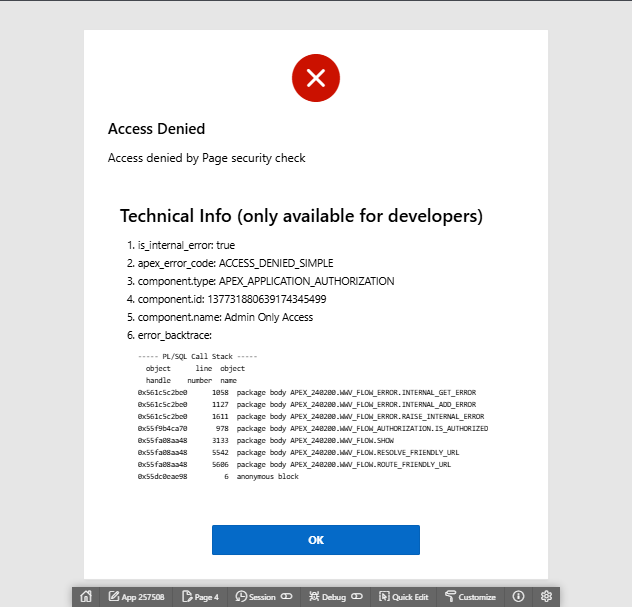 Access Denied
Access denied by Page security check
Technical Info (only available for developers)
1. is_internal_error: true
2. apex_error_code: ACCESS_DENIED_SIMPLE
3. component.type: APEX_APPLICATION_AUTHORIZATION
4. component.id: 137731880639174345499
5. component.name: Admin Only Access
6. error_backtrace:
----- PL/SQL Call Stack -----
object line object
handle number name
0x561c5c2be0 1058 package body APEX_240200.WWV_FLOW_ERROR.INTERNAL_GET_ERROR
0x561c5c2be0 1127 package body APEX_240200.WWV_FLOW_ERROR.INTERNAL_ADD_ERROR
0x561c5c2be0 1611 package body APEX_240200.WWV_FLOW_ERROR.RAISE_INTERNAL_ERROR
0x55f9b4ca70 978 package body APEX_240200.WWV_FLOW_AUTHORIZATION.IS_AUTHORIZED
0x55fa08aa48 3133 package body APEX_240200.WWV_FLOW.SHOW
0x55fa08aa48 5542 package body APEX_240200.WWV_FLOW.RESOLVE_FRIENDLY_URL
0x55fa08aa48 5606 package body APEX_240200.WWV_FLOW.ROUTE_FRIENDLY_URL
0x55dc0eae98 6 anonymous block
OK
App 257508 Page 4 Session Debug Quick Edit Customize